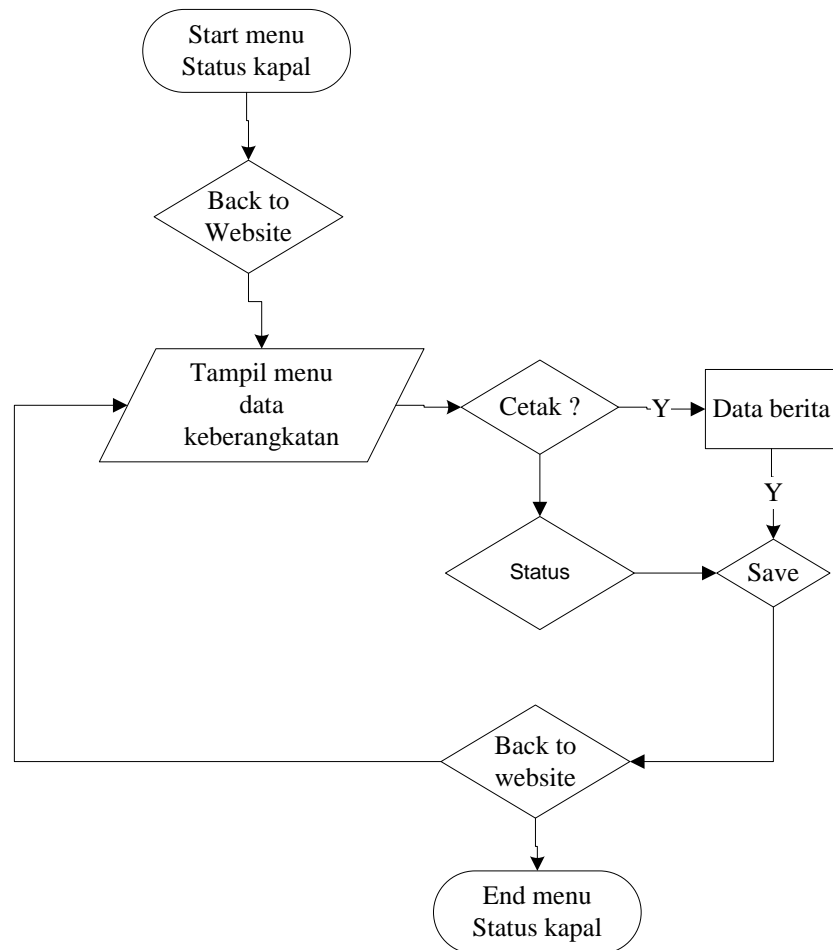 Start menu
Status kapal
Back to
Website
Tampil menu
data
keberangkatan
Cetak ?
Y
Data berita
Y
Status
Save
Back to
website
End menu
Status kapal